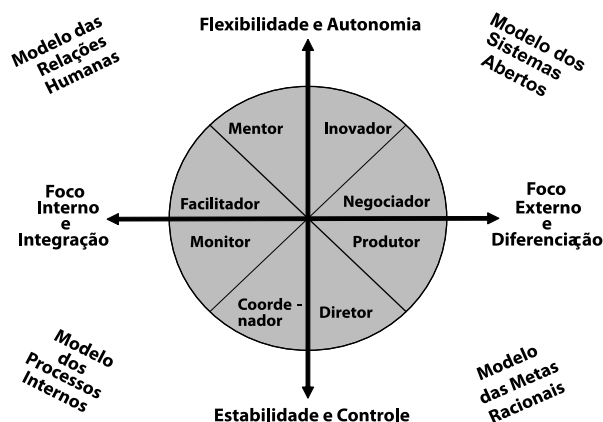 Flexibilidade e Autonomia
Modelo das
Relações
Humanas
Modelo dos
Sistemas
Abertos
Mentor
Inovador
Foco
Interno
e
Integração
Facilitador
Negociador
Foco
Externo
e
Diferenciação
Monitor
Produtor
Coorde -
nador
Diretor
Modelo
dos
Processos
Internos
Modelo
das Metas
Racionais
Estabilidade e Controle